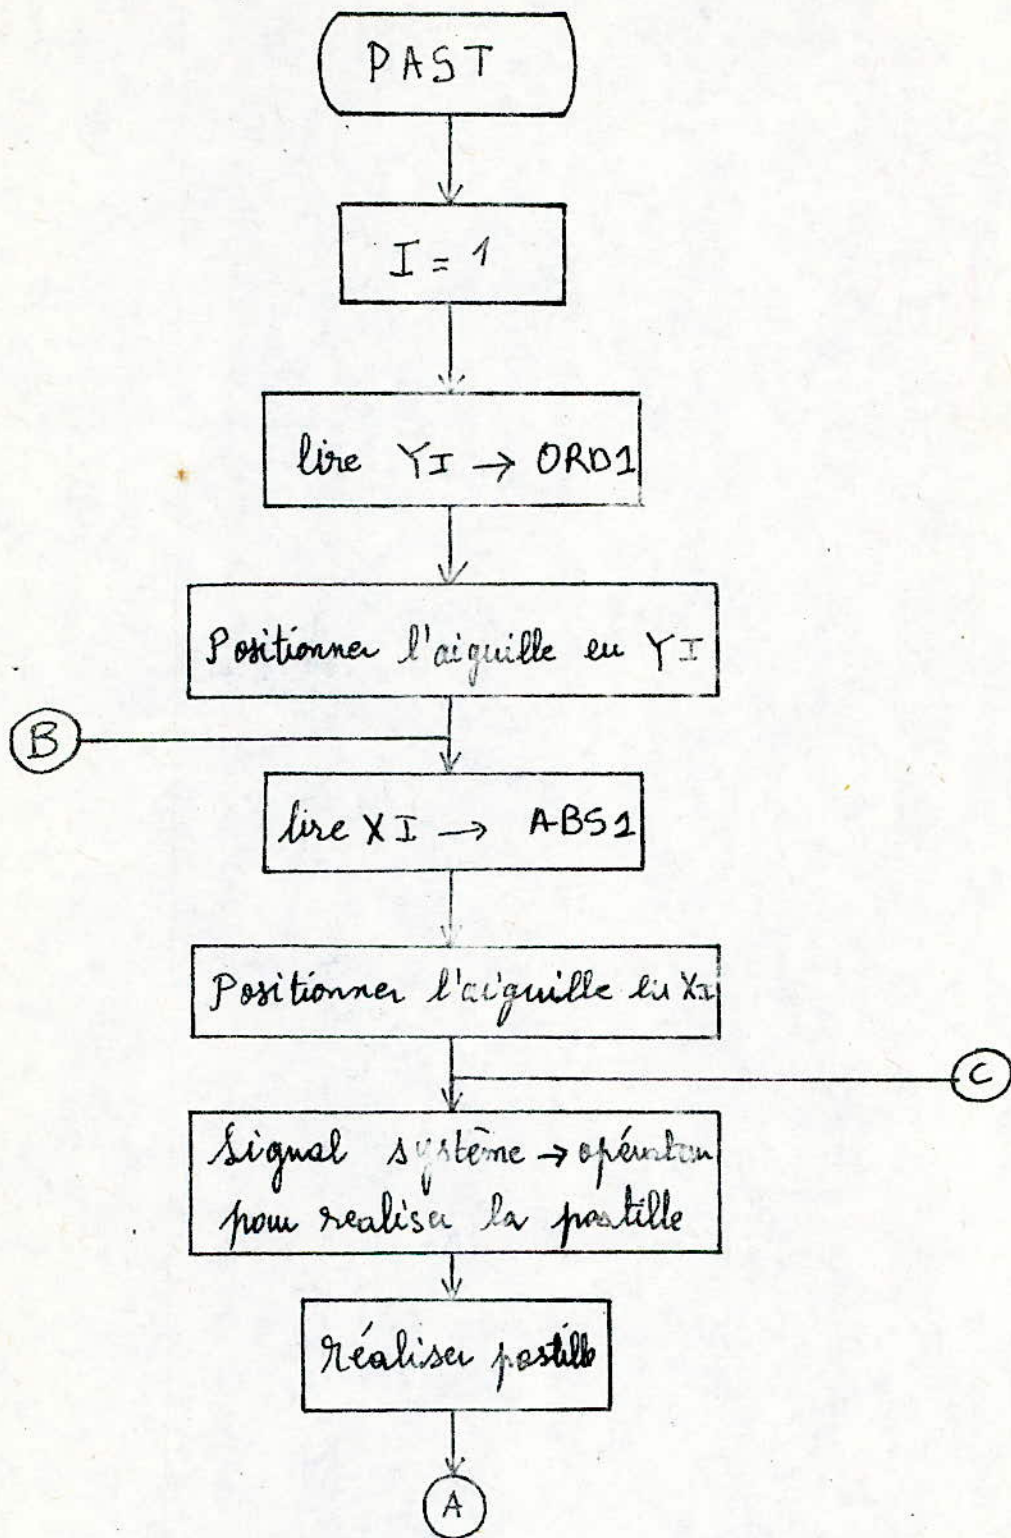 PAST
I = 1
lire YI → ORD1
Positionner l'aiguille en YI
B
lire XI → ABS1
Positionner l'aiguille en XI
C
Signal système → opérateur
pour realiser la pastille
réaliser pastille
A